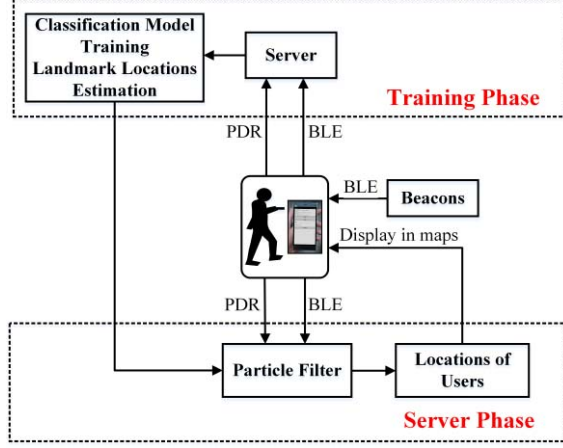 Classification Model
Training
Landmark Locations
Estimation
Server
Training Phase
PDR
BLE
BLE
Beacons
Display in maps
PDR
BLE
Particle Filter
Locations of
Users
Server Phase